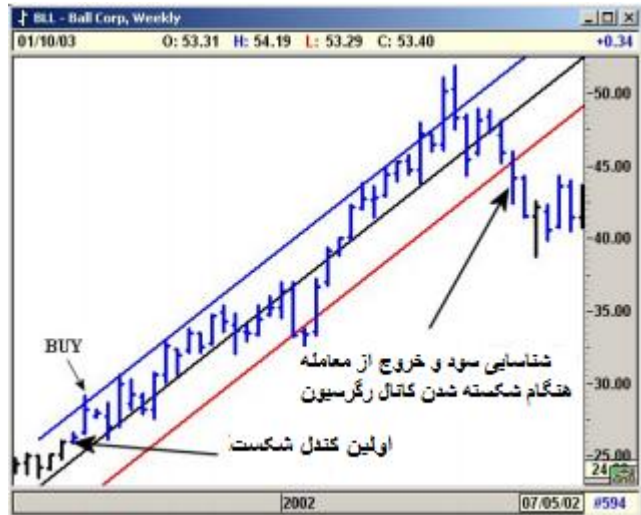 BLL - Ball Corp, Weekly
01/10/03 O: 53.31 H: 54.19 L: 53.29 C: 53.40 +0.34
50.00
45.00
40.00
35.00
BUY
شناسایی سود و خروج از معامله
هنگام شکسته شدن کانال رگرسیون
30.00
اولین کندل شکست
25.00
24
2002 07/05/02 #594